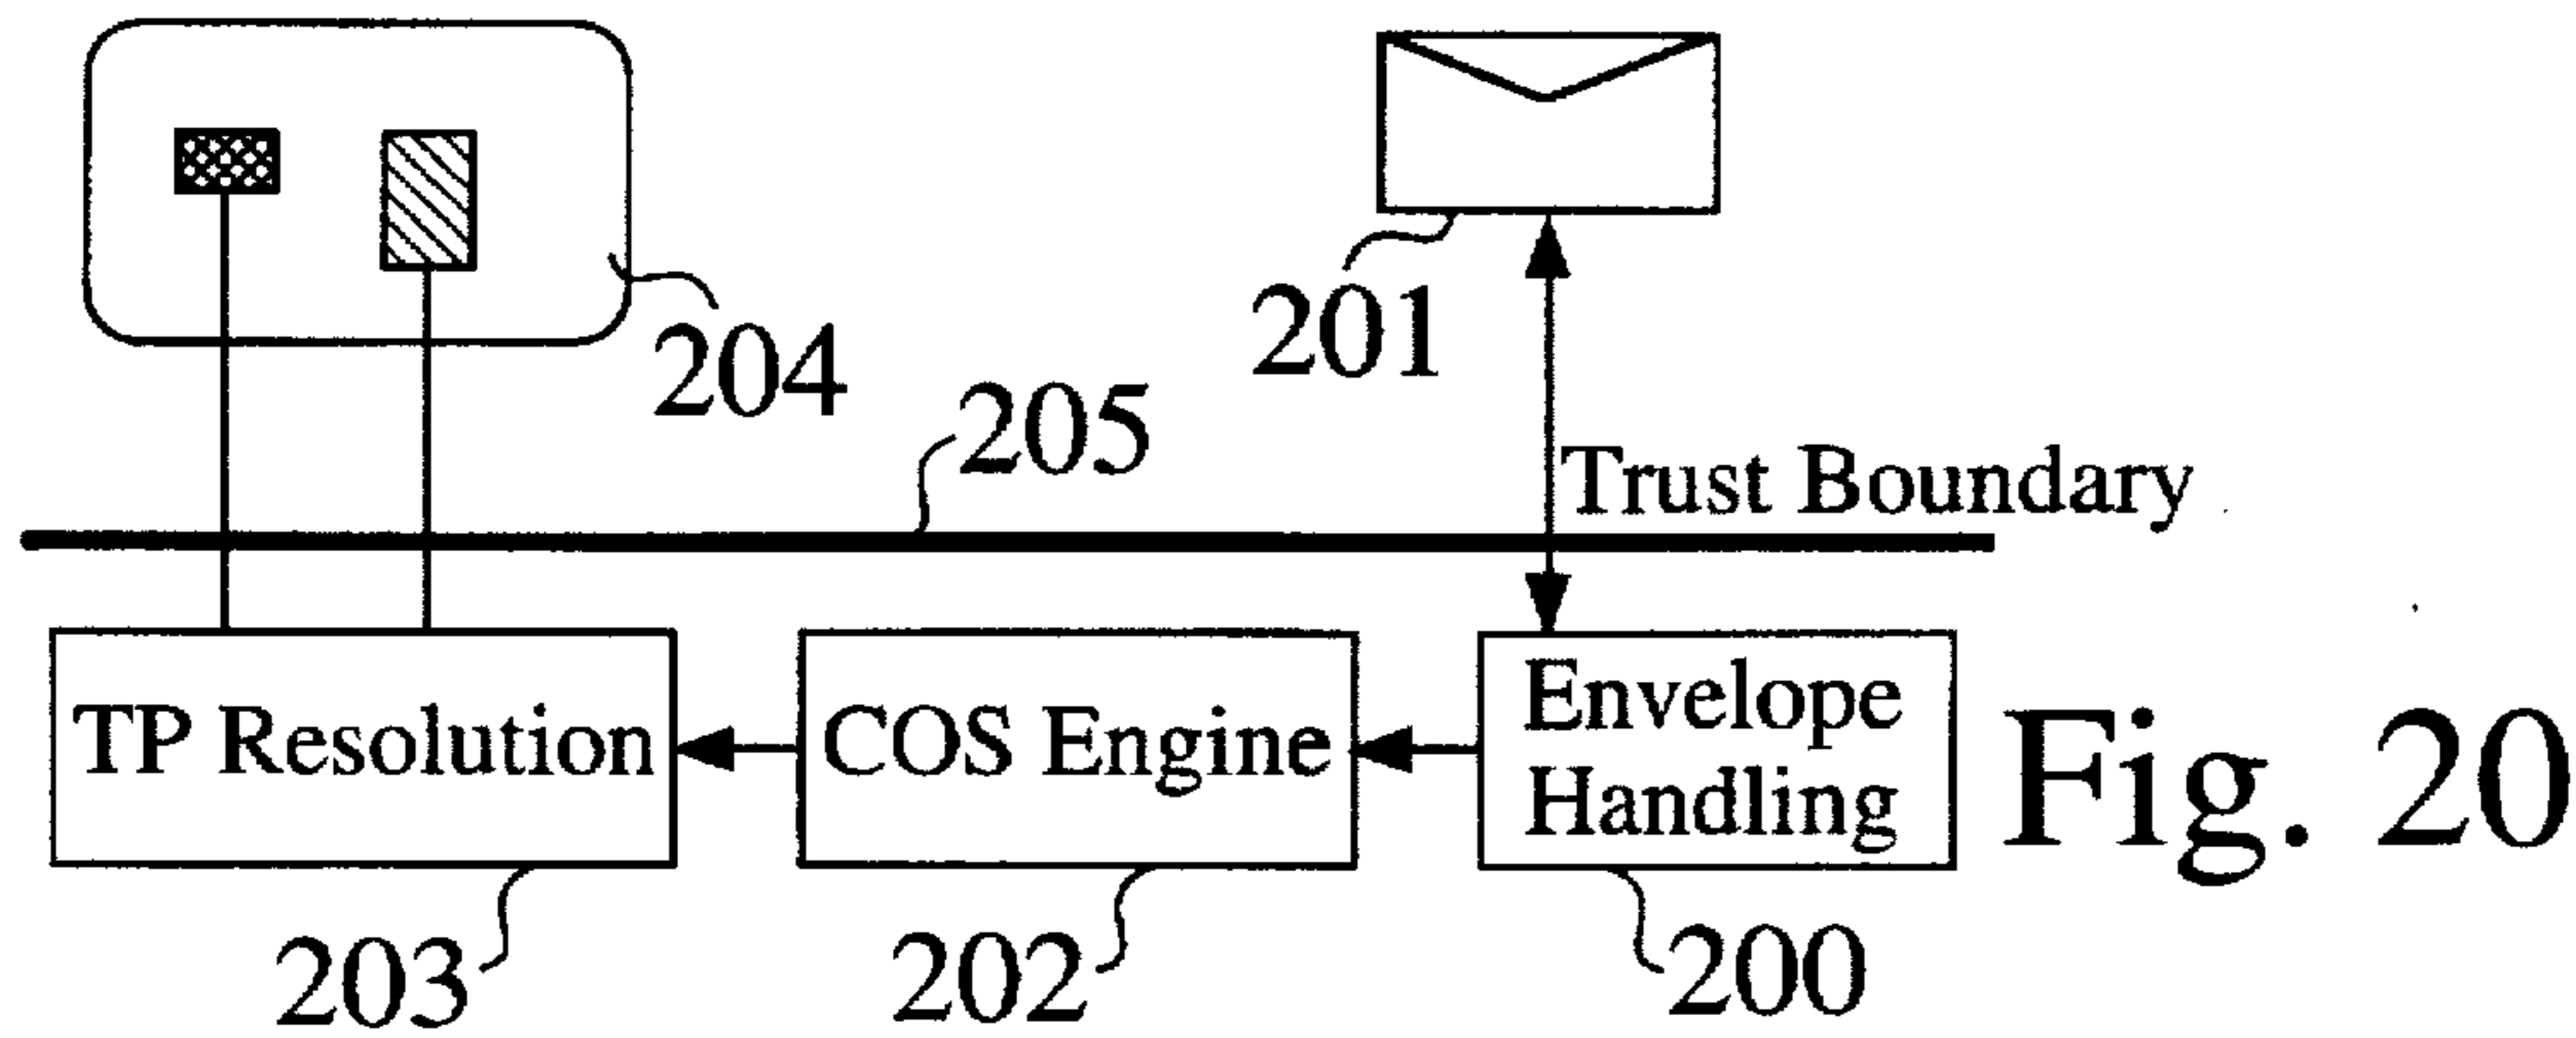 201
204
205
Trust Boundary
TP Resolution
COS Engine
Envelope
Handling
Fig. 20
203
202
200